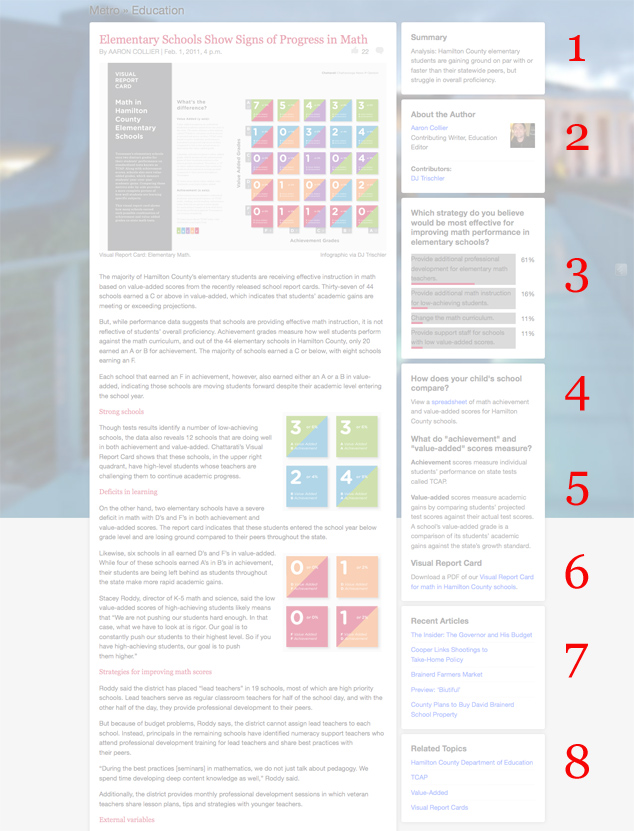 Metro – Education
Elementary Schools Show Signs of Progress in Math
By AARON COLLIER | Feb. 1, 2011, 4 p.m.
22
VISUAL
REPORT
CARD
Math in
Hamilton
County
Elementary
Schools
What's the
difference?
Value Added Grades
7 5 4 3 3
1 0 3 2 4
0 0 4 1 0
0 0 1 0 2
0 1 1 1 0
Achievement Grades
Visual Report Card: Elementary Math.
Infographic via DJ Trischler
The majority of Hamilton County's elementary students are receiving effective instruction in math
based on value-added scores from the recently released school report cards. Thirty-seven of 44
schools earned a C or above in value-added, which indicates that students' academic gains are
meeting or exceeding projections.
But, while performance data suggests that schools are providing effective math instruction, it is not
reflective of students' overall proficiency. Achievement grades measure how well students perform
against the math curriculum, and out of the 44 elementary schools in Hamilton County, only 20
earned an A or B for achievement. The majority of schools earned a C or below, with eight schools
earning an F.
Each school that earned an F in achievement, however, also earned either an A or a B in value-
added, indicating those schools are moving students forward despite their academic level entering
the school year.
Strong schools
Though tests results identify a number of low-achieving
schools, the data also reveals 12 schools that are doing well
in both achievement and value-added. Chattarati's Visual
Report Card shows that these schools, in the upper right
quadrant, have high-level students whose teachers are
challenging them to continue academic progress.
3
3
2
4
Deficits in learning
On the other hand, two elementary schools have a severe
deficit in math with D's and F's in both achievement and
value-added scores. The report card indicates that these students entered the school year below
grade level and are losing ground compared to their peers throughout the state.
Likewise, six schools in all earned D's and F's in value-added.
While four of these schools earned A's in B's in achievement,
their students are being left behind as students throughout
the state make more rapid academic gains.
0
1
0
1
Stacey Roddy, director of K-5 math and science, said the low
value-added scores of high-achieving students likely means
that "We are not pushing our students hard enough. In that
case, what we have to look at is rigor. Our goal is to
constantly push our students to their highest level. So if you
have high-achieving students, our goal is to push
them higher."
Strategies for improving math scores
Roddy said the district has placed "lead teachers" in 19 schools, most of which are high priority
schools. Lead teachers serve as regular classroom teachers for half of the school day, and with the
other half of the day, they provide professional development to their peers.
But because of budget problems, Roddy says, the district cannot assign lead teachers to each
school. Instead, principals in the remaining schools have identified numeracy support teachers who
attend professional development training for lead teachers and share best practices with
their peers.
"During the best practices [seminars] in mathematics, we do not just talk about pedagogy. We
spend time developing deep content knowledge as well," Roddy said.
Additionally, the district provides monthly professional development sessions in which veteran
teachers share lesson plans, tips and strategies with younger teachers.
External variables
Summary
Analysis: Hamilton County elementary
students are gaining ground on par with or
faster than their statewide peers, but
struggle in overall proficiency.
1
About the Author
Aaron Collier
Contributing Writer, Education
Editor
Contributors:
DJ Trischler
2
Which strategy do you believe
would be most effective for
improving math performance in
elementary schools?
Provide additional professional 61%
development for elementary math
teachers.
Provide additional math instruction 16%
for low-achieving students.
Change the math curriculum. 11%
Provide support staff for schools 11%
with low value-added scores.
3
How does your child's school
compare?
View a spreadsheet of math achievement
and value-added scores for Hamilton
County schools.
4
What do "achievement" and
"value-added" scores measure?
Achievement scores measure individual
students' performance on state tests
called TCAP.
Value-added scores measure academic
gains by comparing students' projected
test scores against their actual test scores.
A school's value-added grade is a
comparison of its students' academic
gains against the state's growth standard.
5
Visual Report Card
Download a PDF of our Visual Report Card
for math in Hamilton County schools.
6
Recent Articles
The Insider: The Governor and His Budget
Cooper Links Shootings to
Take-Home Policy
Brainerd Farmers Market
Preview: 'Biutiful'
County Plans to Buy David Brainerd
School Property
7
Related Topics
Hamilton County Department of Education
TCAP
Value-Added
Visual Report Cards
8